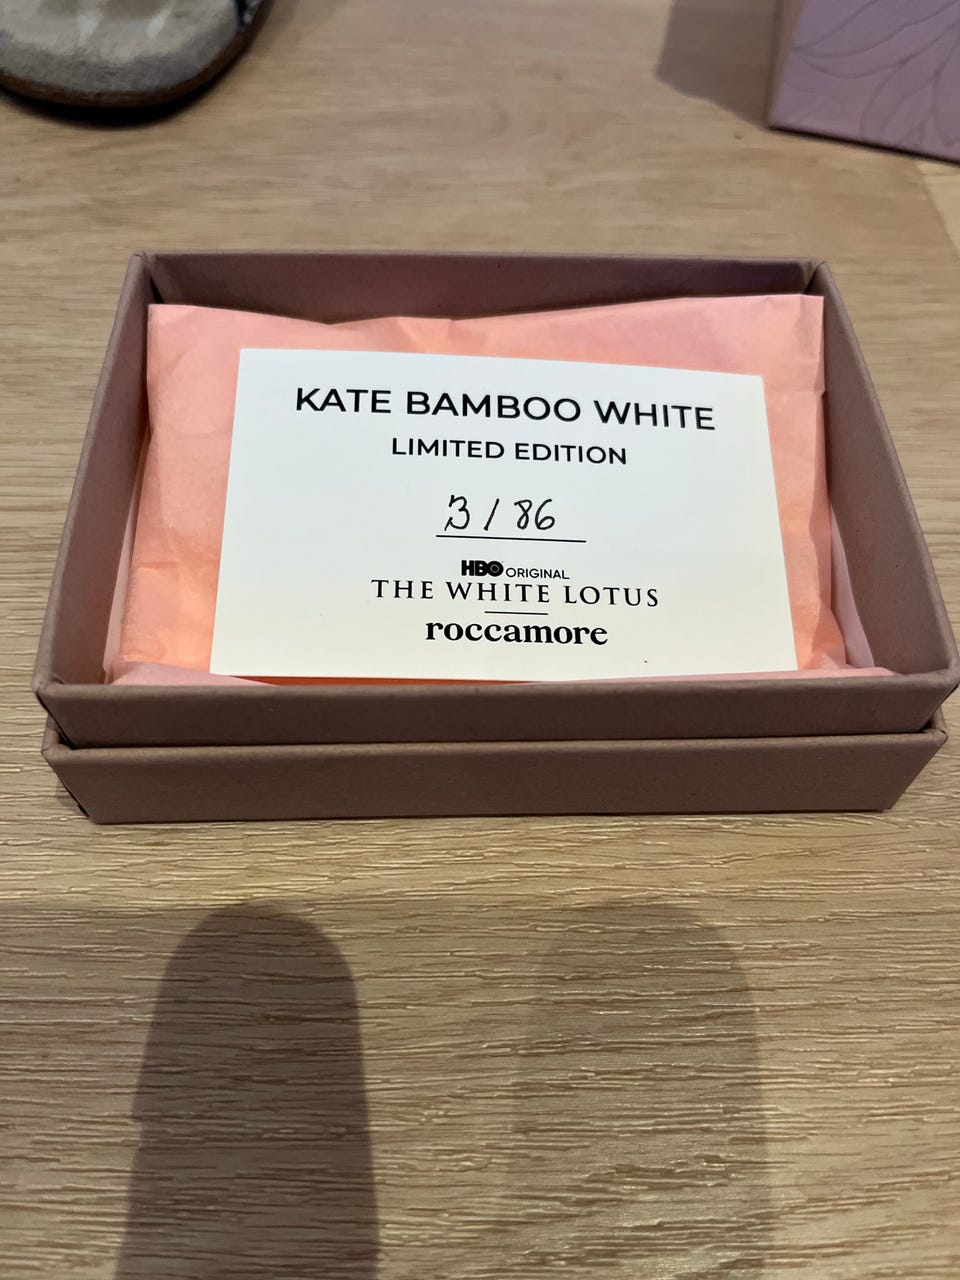 KATE BAMBOO WHITE
LIMITED EDITION
3 / 86
HBO ORIGINAL
THE WHITE LOTUS
roccamore